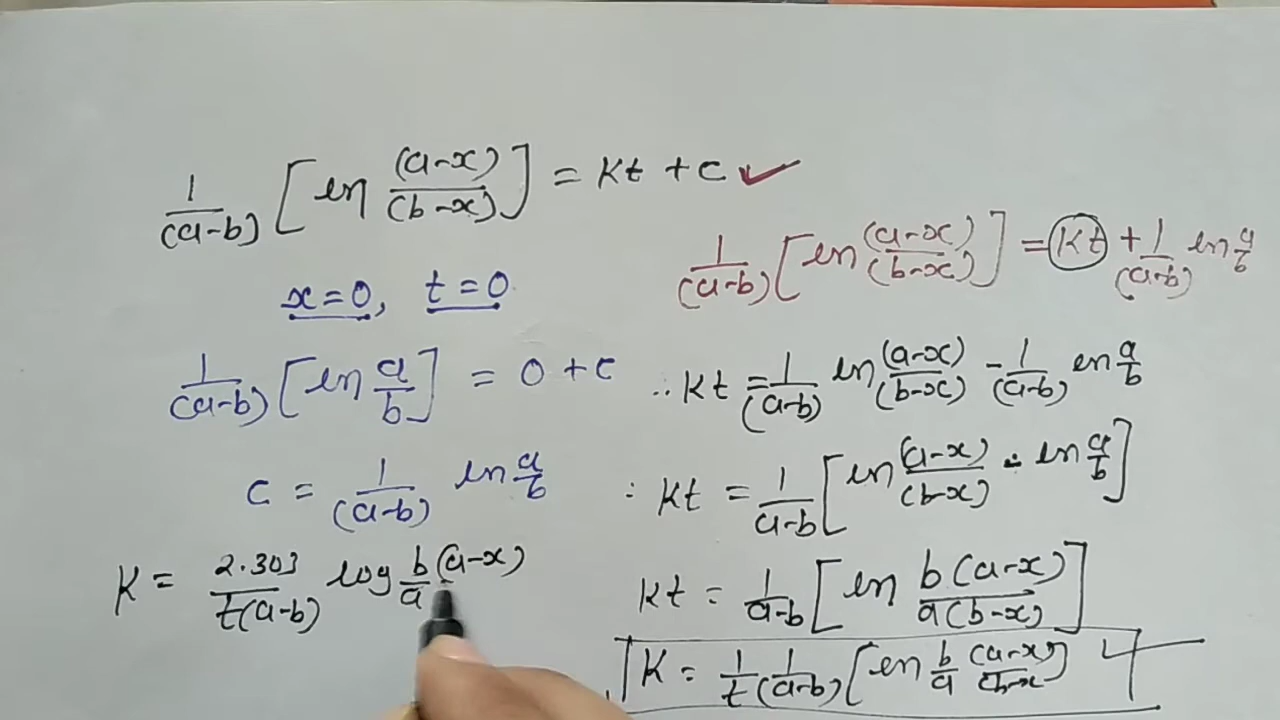 1/(a-b) [ln (a-x)/(b-x)] = Kt + c ✓
x=0, t=0
1/(a-b) [ln a/b] = 0 + c
c = 1/(a-b) ln a/b
K = 2.303/t(a-b) log b/a (a-x)
1/(a-b) [ln (a-x)/(b-x)] = Kt + 1/(a-b) ln a/b
∴ Kt = 1/(a-b) ln (a-x)/(b-x) - 1/(a-b) ln a/b
: Kt = 1/a-b [ln (a-x)/(b-x) - ln a/b]
Kt = 1/a-b [ln b(a-x)/a(b-x)]
K = 1/t 1/(a-b) [ln b/a (a-x)/(b-x)]